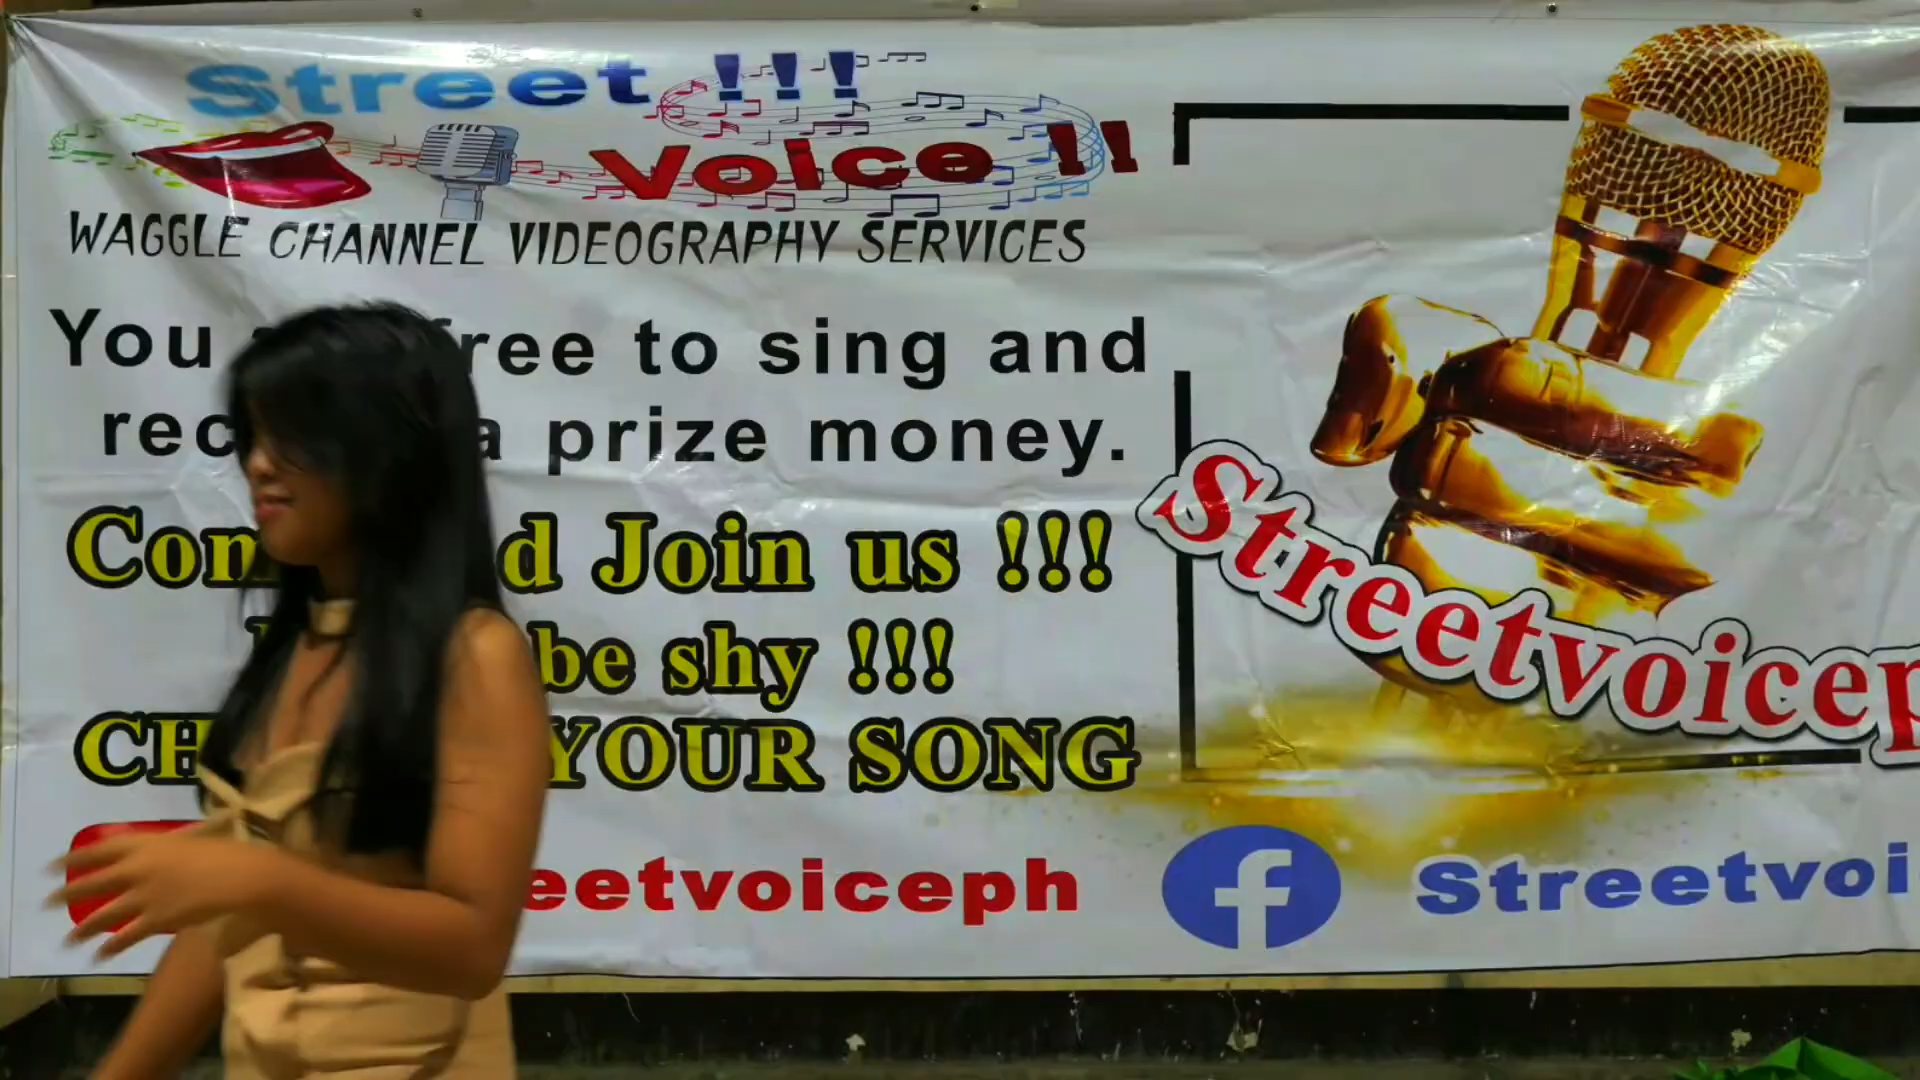 Street !!!
Voice !!
WAGGLE CHANNEL VIDEOGRAPHY SERVICES
You free to sing and
rec a prize money.
Com d Join us !!!
be shy !!!
CH YOUR SONG
Streetvoicep
eetvoiceph
f Streetvoi